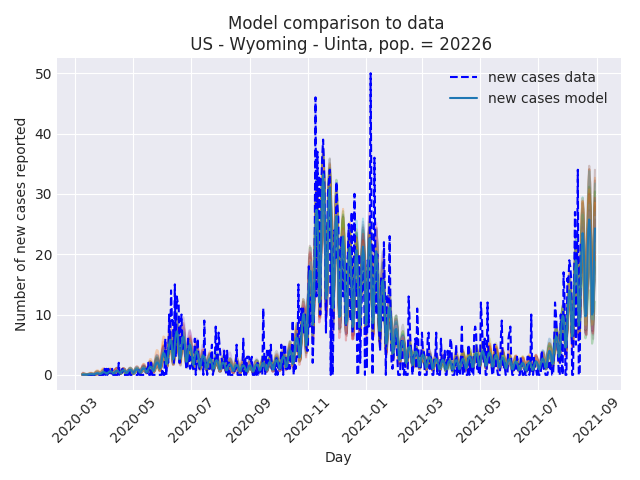 Model comparison to data
US - Wyoming - Uinta, pop. = 20226
new cases data
new cases model
Number of new cases reported
50
40
30
20
10
0
2020-03
2020-05
2020-07
2020-09
2020-11
2021-01
2021-03
2021-05
2021-07
2021-09
Day